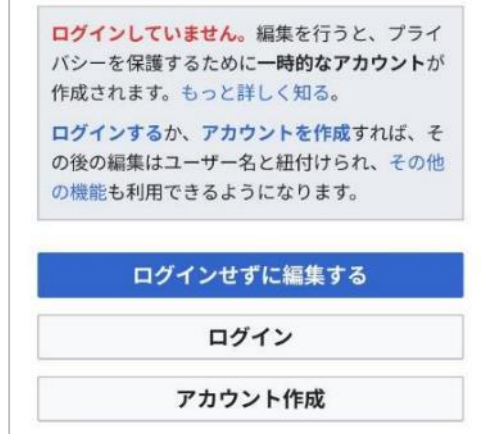 ログインしていません。編集を行うと、プライ
バシーを保護するために一時的なアカウントが
作成されます。もっと詳しく知る。
ログインするか、アカウントを作成すれば、そ
の後の編集はユーザー名と紐付けられ、その他
の機能も利用できるようになります。
ログインせずに編集する
ログイン
アカウント作成